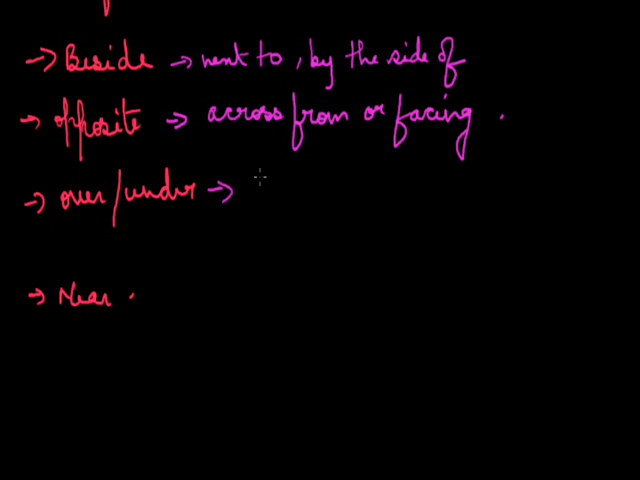 → Beside → next to, by the side of
→ opposite → across from or facing.
→ over/under →
→ Near.